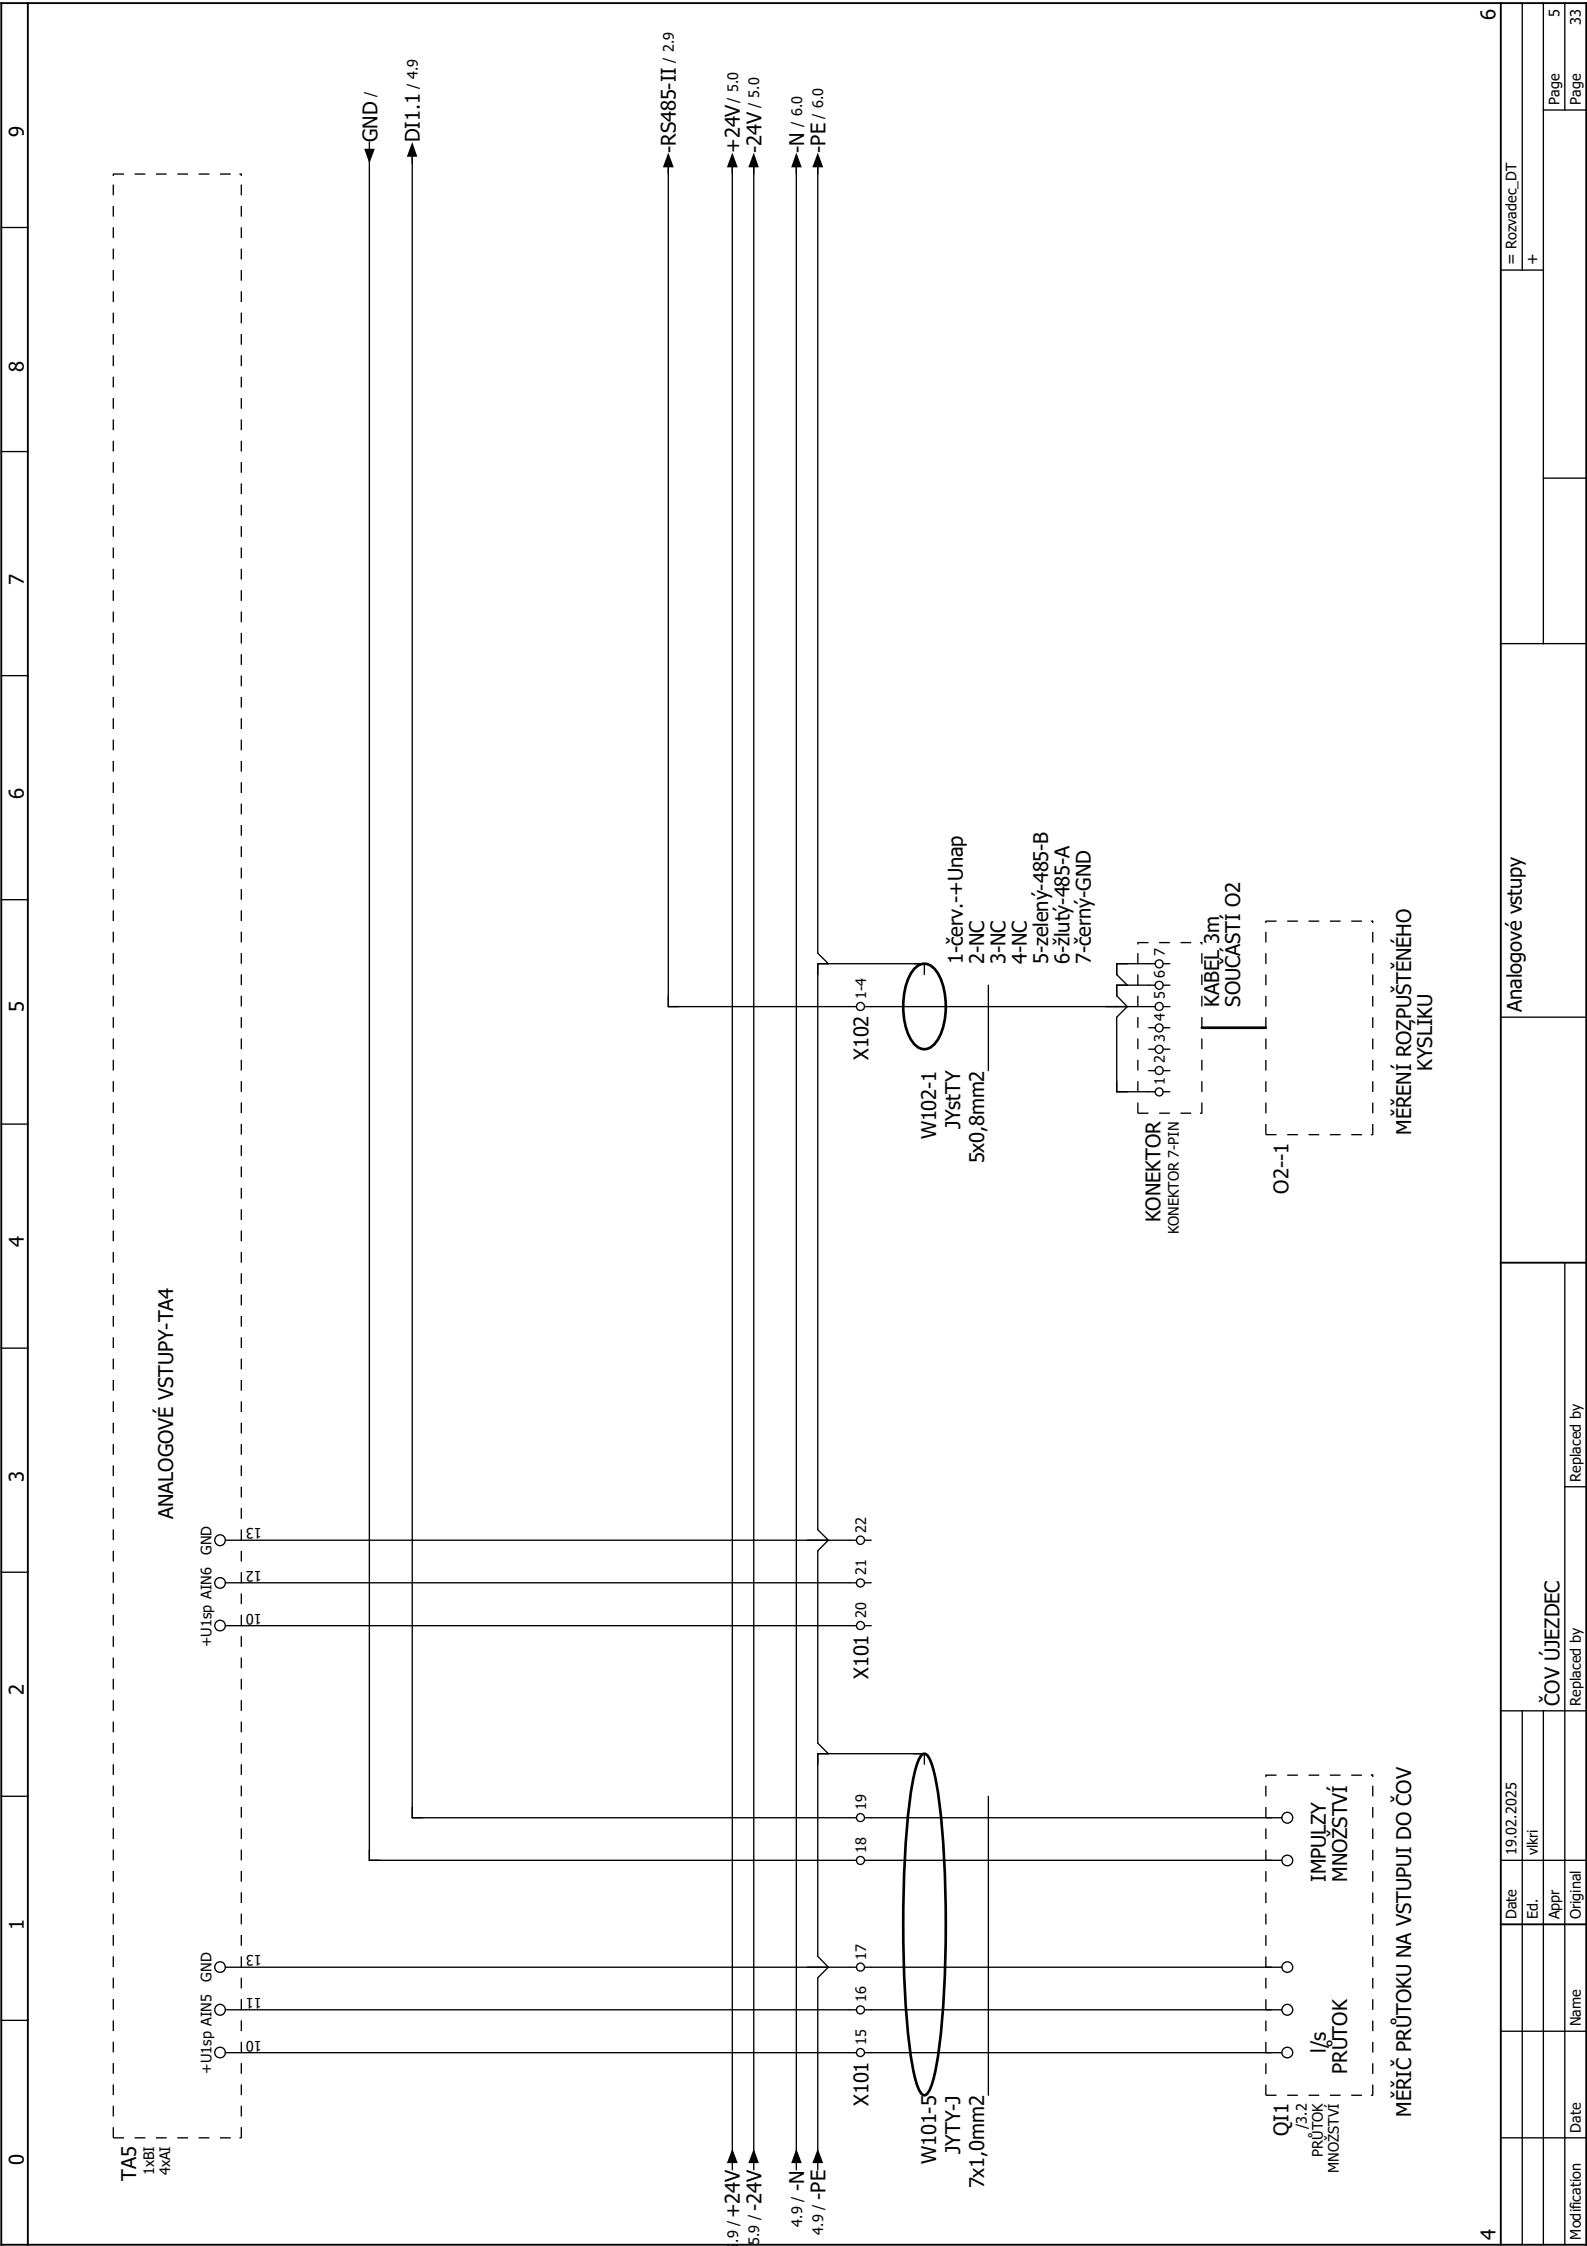 0 1 2 3 4 5 6 7 8 9
TA5
1xBI
4xAI
ANALOGOVÉ VSTUPY-TA4
+U1sp AIN5 GND
10 11 13
+U1sp AIN6 GND
10 12 13
GND /
DI1.1 / 4.9
-RS485-II / 2.9
.9 / +24V
+24V / 5.0
5.9 / -24V
-24V / 5.0
4.9 / -N
-N / 6.0
4.9 / -PE
-PE / 6.0
X101 15 16 17 18 19
X101 20 21 22
X102 1-4
W101-5
JYTY-J
7x1,0mm2
W102-1
JYstTY
5x0,8mm2
1-červ.-+Unap
2-NC
3-NC
4-NC
5-zelený-485-B
6-žlutý-485-A
7-černý-GND
KONEKTOR
KONEKTOR 7-PIN
1 2 3 4 5 6 7
KABEL 3m,
SOUČÁSTÍ O2
O2--1
MĚŘENÍ ROZPUŠTĚNÉHO
KYSLÍKU
QI1
/3.2
PRŮTOK
MNOŽSTVÍ
l/s
PRŮTOK
IMPULZY
MNOŽSTVÍ
MĚŘIČ PRŮTOKU NA VSTUPUI DO ČOV
4
6
Date 19.02.2025
Ed. vlkri
Appr
Modification Date Name Original
ČOV ÚJEZDEC
Replaced by Replaced by
Analogové vstupy
= Rozvadec_DT
+
Page 5
Page 33